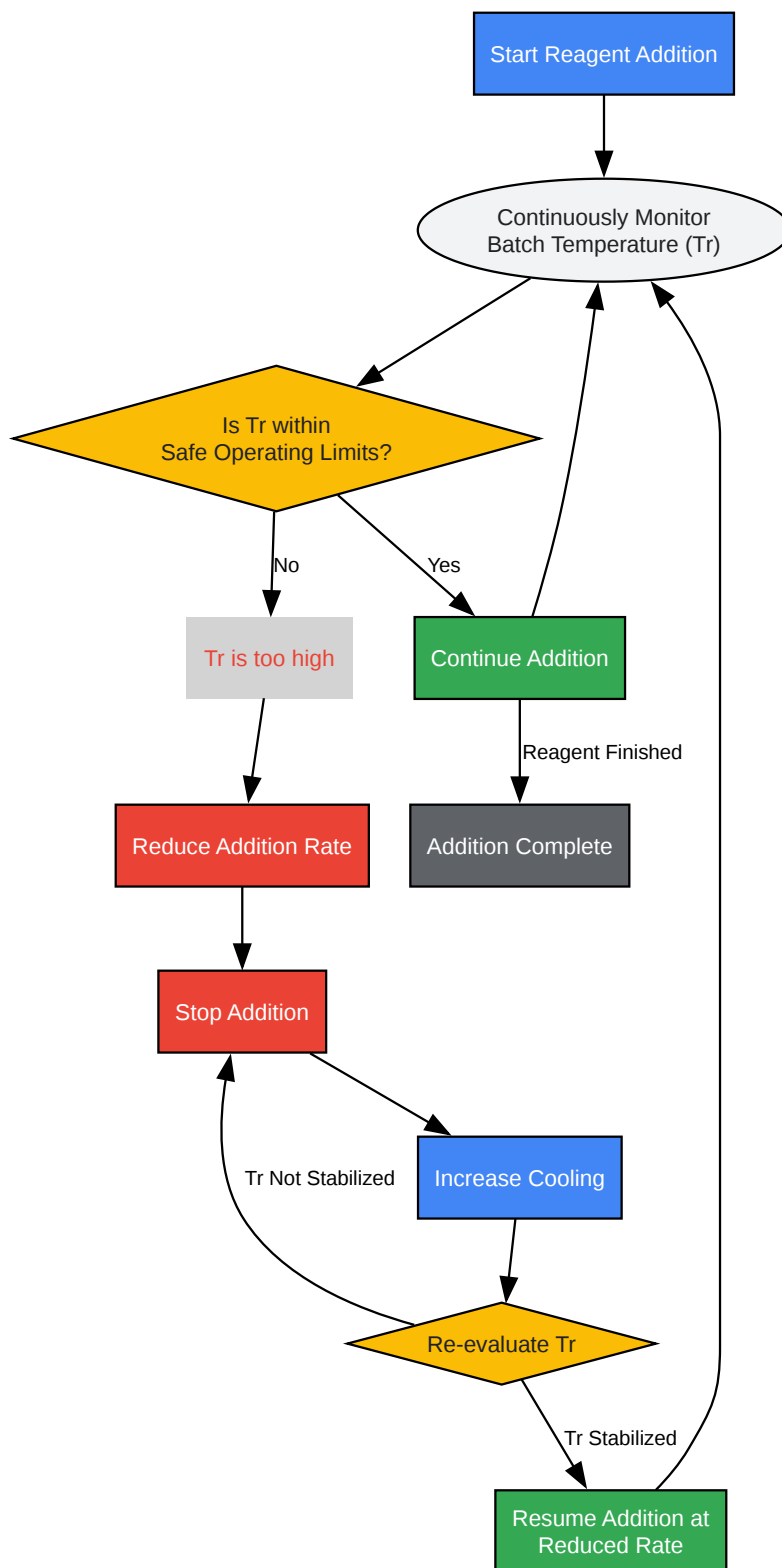 Start Reagent Addition
Continuously Monitor
Batch Temperature (Tr)
Is Tr within
Safe Operating Limits?
No
Yes
Tr is too high
Continue Addition
Reagent Finished
Reduce Addition Rate
Addition Complete
Stop Addition
Tr Not Stabilized
Increase Cooling
Re-evaluate Tr
Tr Stabilized
Resume Addition at
Reduced Rate